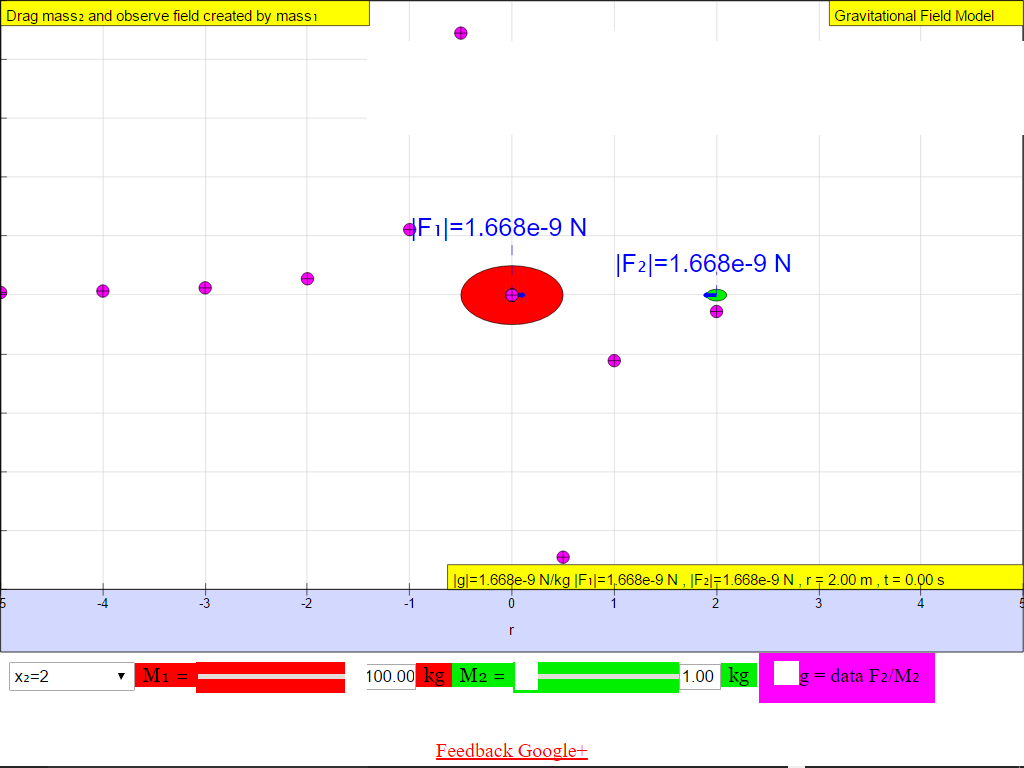 Drag mass₂ and observe field created by mass₁
Gravitational Field Model
|F₁|=1.668e-9 N
|F₂|=1.668e-9 N
|g|=1.668e-9 N/kg |F₁|=1.668e-9 N , |F₂|=1.668e-9 N , r = 2.00 m , t = 0.00 s
5 -4 -3 -2 -1 0 1 2 3 4 5
r
x₂=2 ▼ M₁ = 100.00 kg M₂ = 1.00 kg g = data F₂/M₂
Feedback Google+